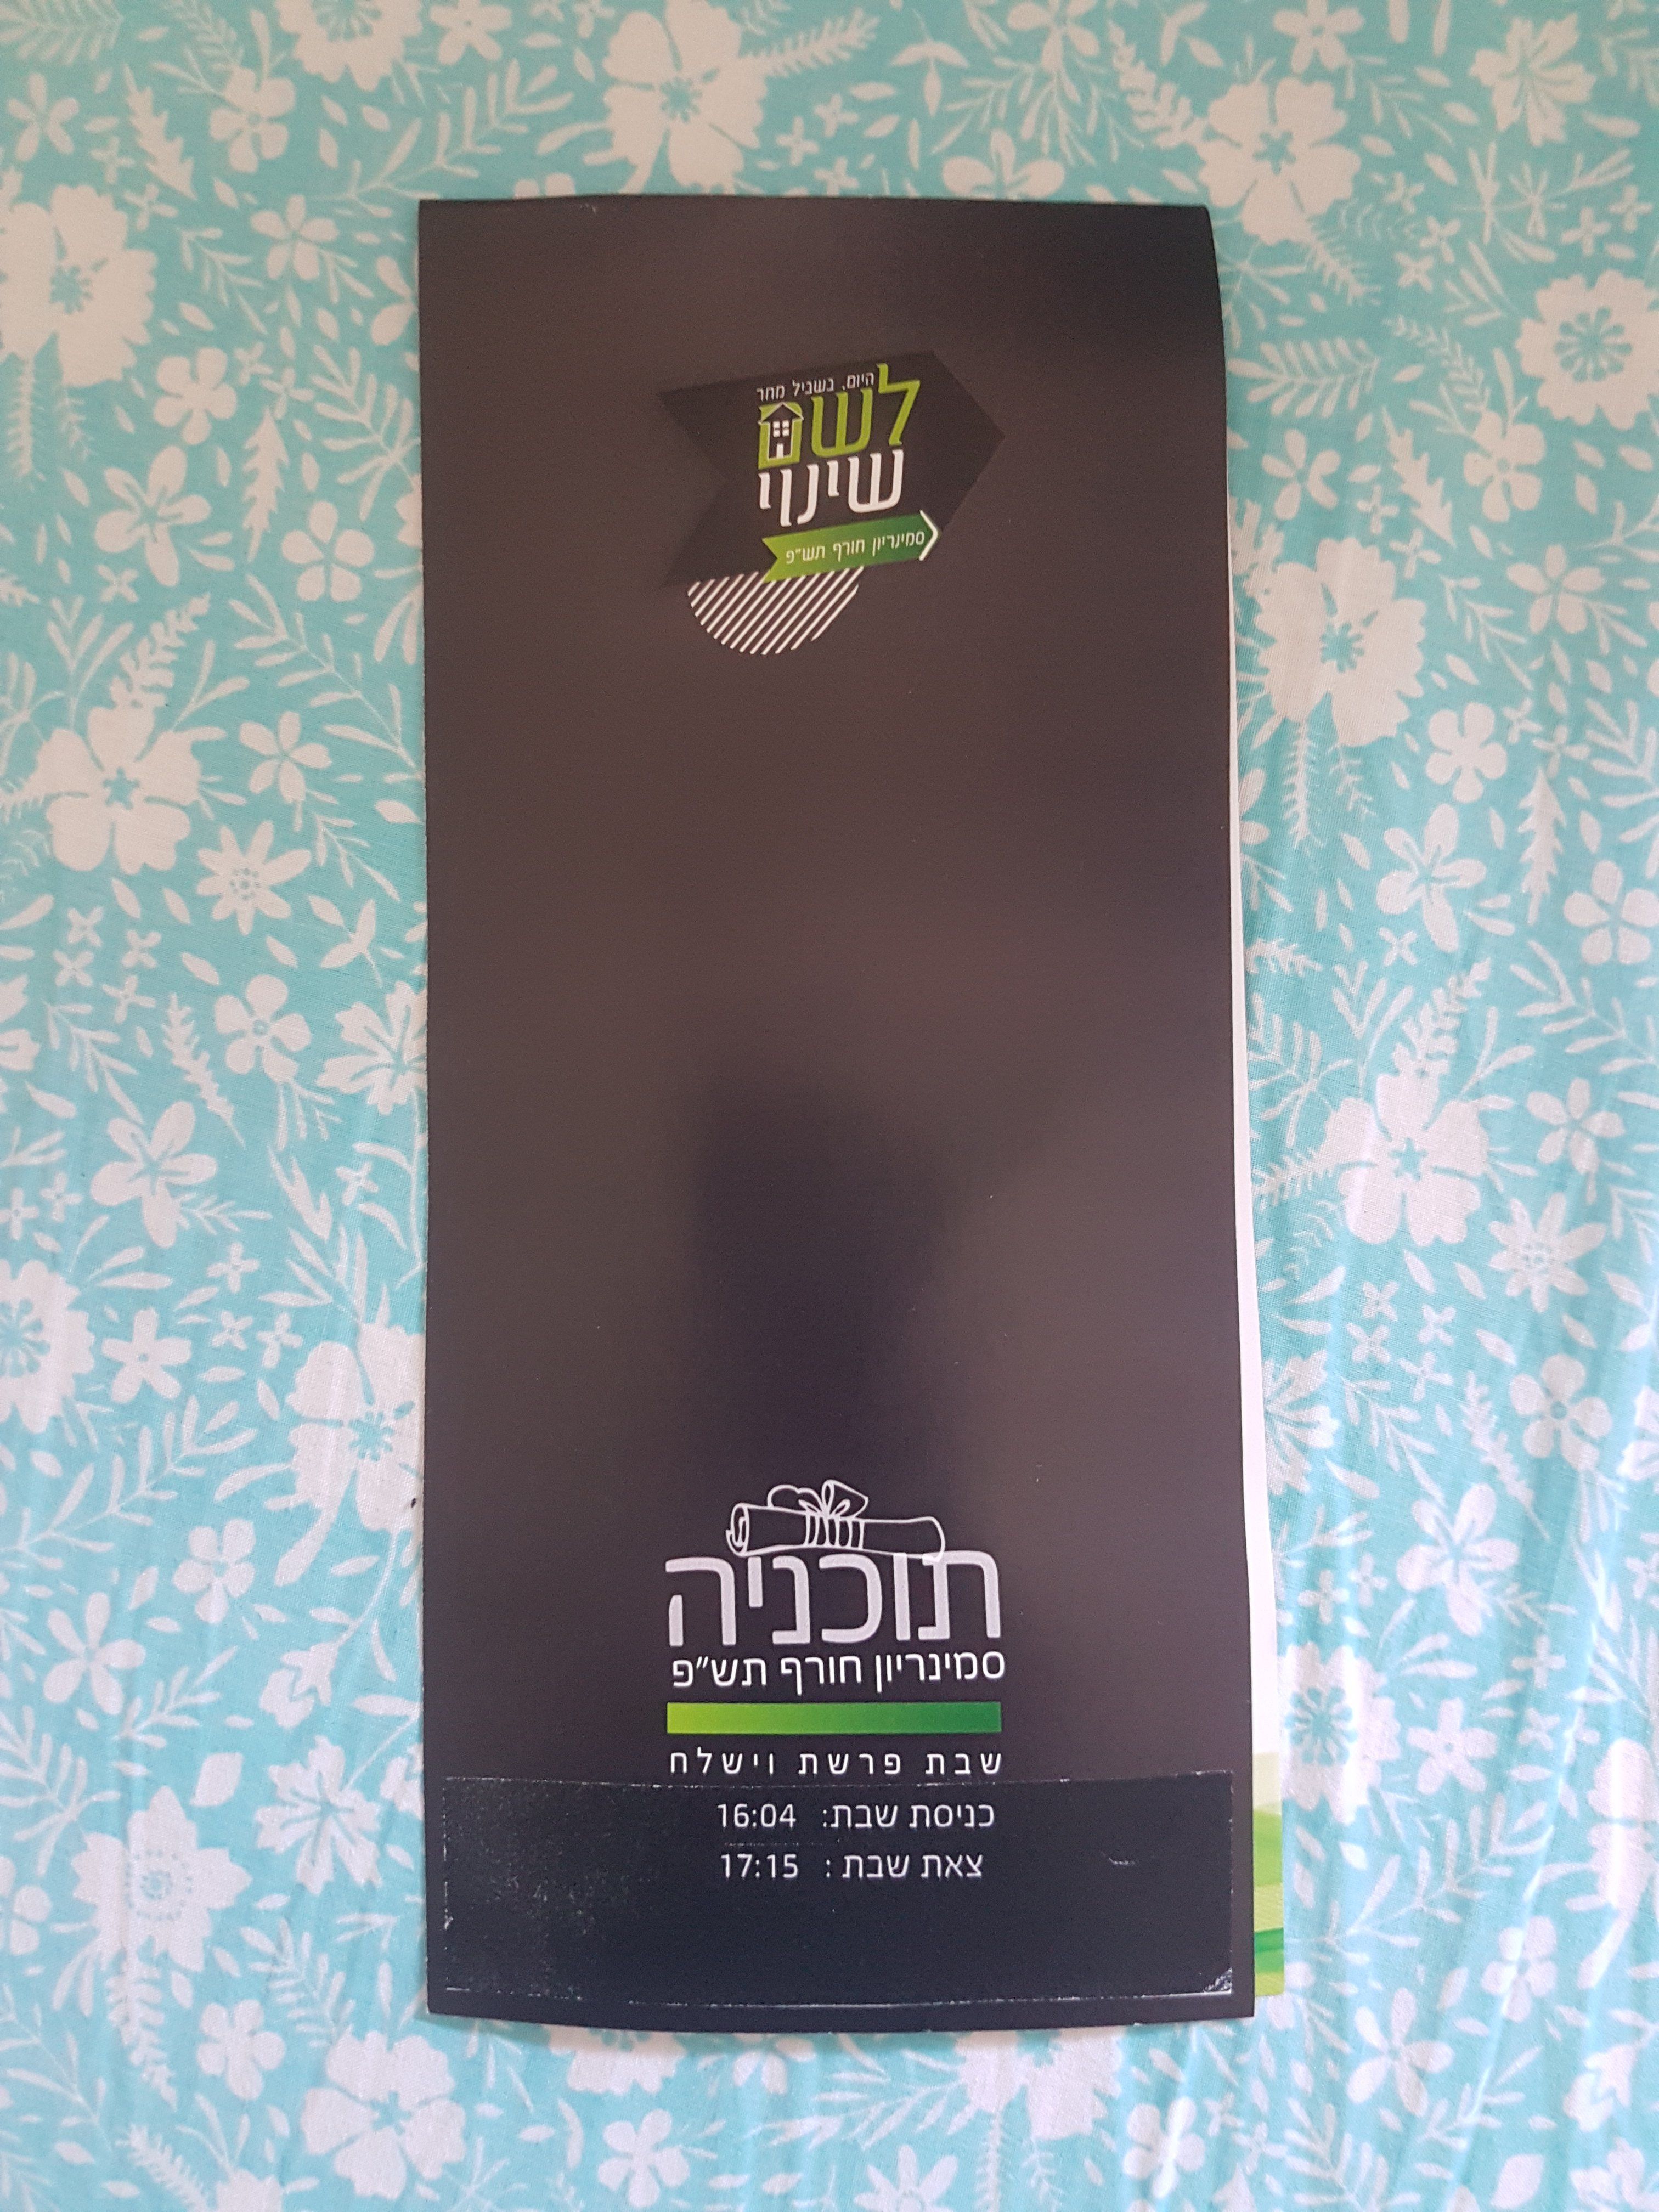 היום. בשביל מחר
לשם
שינוי
סמינריון חורף תש"פ
תוכניה
סמינריון חורף תש"פ
שבת פרשת וישלח
כניסת שבת: 16:04
צאת שבת : 17:15